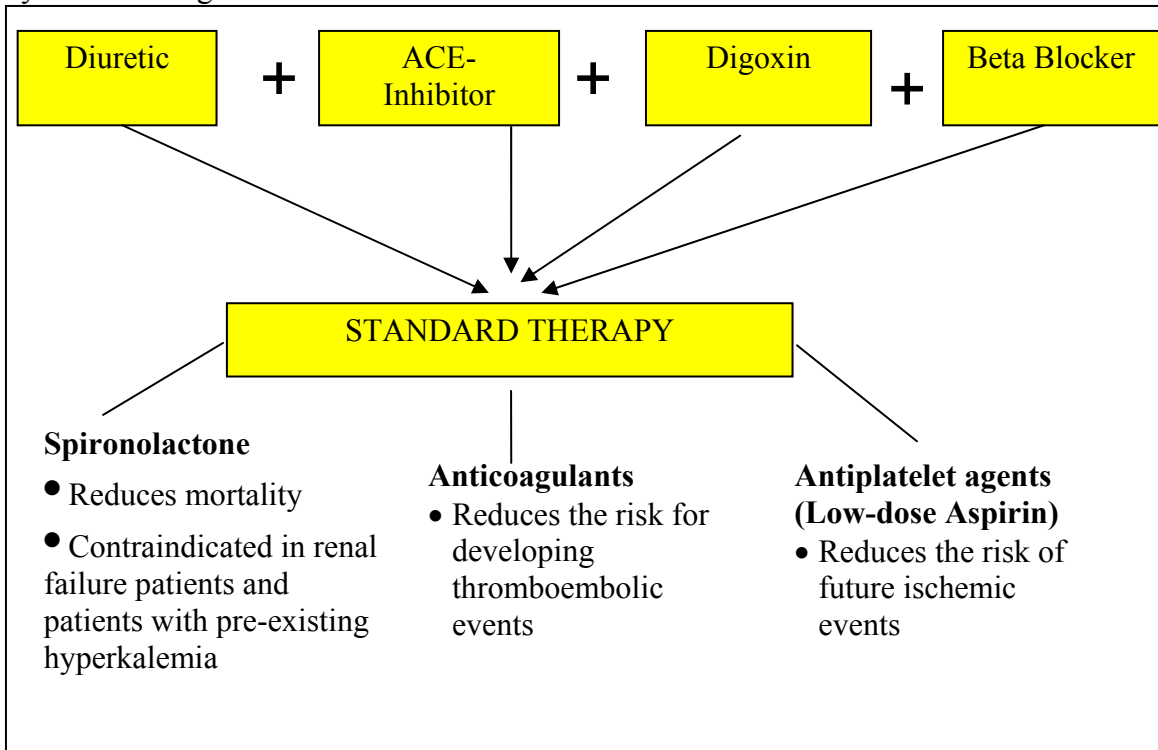 Diuretic
+
ACE-
Inhibitor
+
Digoxin
+
Beta Blocker
STANDARD THERAPY
Spironolactone
• Reduces mortality
• Contraindicated in renal
failure patients and
patients with pre-existing
hyperkalemia
Anticoagulants
• Reduces the risk for
developing
thromboembolic
events
Antiplatelet agents
(Low-dose Aspirin)
• Reduces the risk of
future ischemic
events